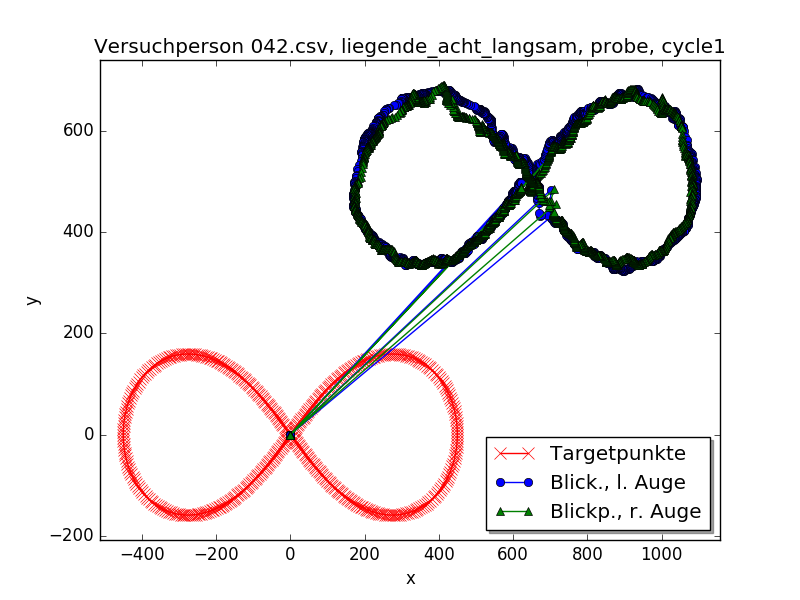 Versuchperson 042.csv, liegende_acht_langsam, probe, cycle1
y
600
400
200
0
−200
Targetpunkte
Blick., l. Auge
Blickp., r. Auge
−400 −200 0 200 400 600 800 1000
x